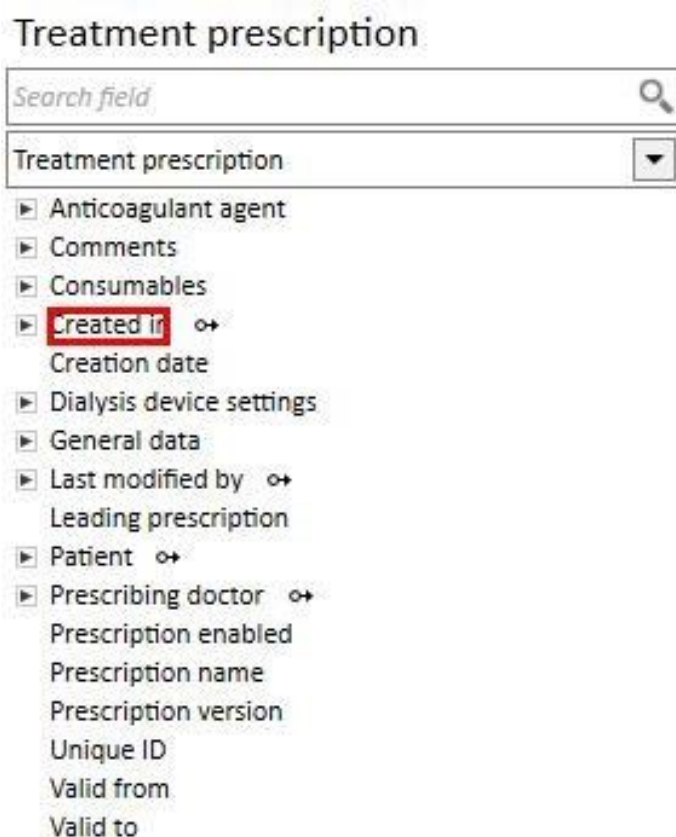 Treatment prescription
Search field
Treatment prescription
Anticoagulant agent
Comments
Consumables
Created in
Creation date
Dialysis device settings
General data
Last modified by
Leading prescription
Patient
Prescribing doctor
Prescription enabled
Prescription name
Prescription version
Unique ID
Valid from
Valid to